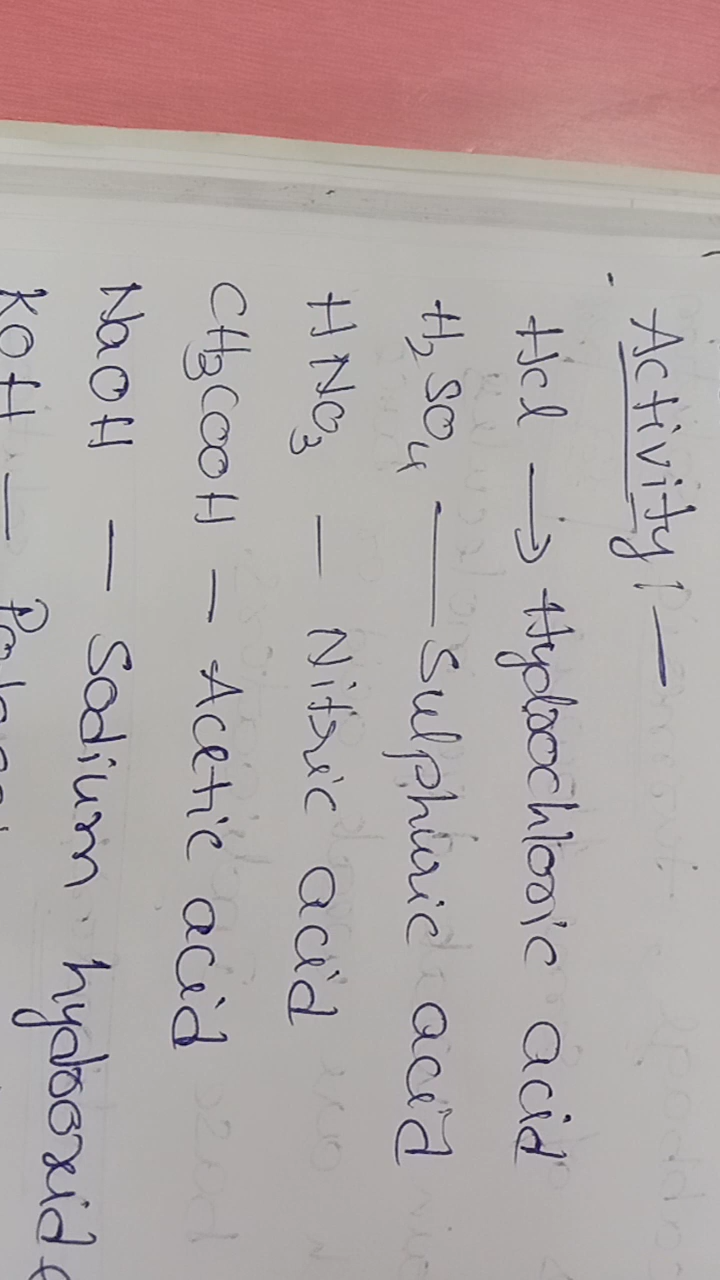 Activity:—
HCl → Hydrochloric acid
H₂SO₄ — Sulphuric acid
HNO₃ — Nitric acid
CH₃COOH — Acetic acid
NaOH — Sodium hydroxide
KOH —